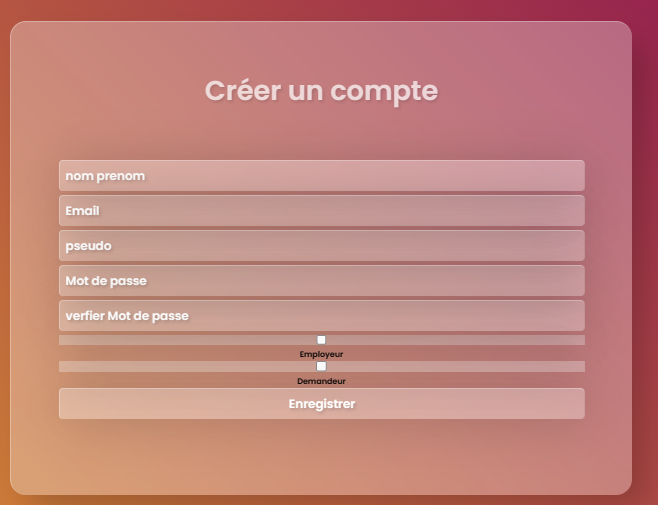 Créer un compte
nom prenom
Email
pseudo
Mot de passe
verfier Mot de passe
Employeur
Demandeur
Enregistrer